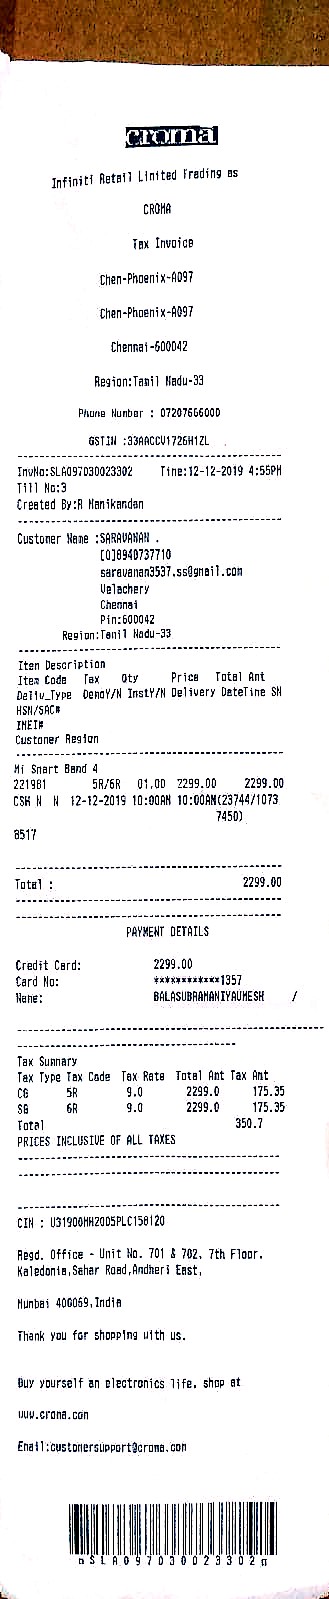 croma
Infiniti Retail Limited Trading as
CROMA
Tax Invoice
Chen-Phoenix-A097
Chen-Phoenix-A097
Chennai-600042
Region:Tamil Nadu-33
Phone Number : 07207666000
GSTIN :33AACCV1726H1ZL
InvNo:SLA097030023302 Time:12-12-2019 4:55PM
Till No:3
Created By:R Manikandan
Customer Name :SARAVANAN .
[O]8940737710
saravanan3537.ss@gmail.com
Velachery
Chennai
Pin:600042
Region:Tamil Nadu-33
Item Description
Item Code Tax Qty Price Total Amt
Deliv_Type DemoY/N InstY/N Delivery DateTime SN
HSN/SAC#
IMEI#
Customer Region
Mi Smart Band 4
221981 5R/6R 01.00 2299.00 2299.00
CSH N N 12-12-2019 10:00AM 10:00AM(23744/1073
7450)
8517
Total : 2299.00
PAYMENT DETAILS
Credit Card: 2299.00
Card No: ************1357
Name: BALASUBRAMANIYAUMESH /
Tax Summary
Tax Type Tax Code Tax Rate Total Amt Tax Amt
CG 5R 9.0 2299.0 175.35
SG 6R 9.0 2299.0 175.35
Total 350.7
PRICES INCLUSIVE OF ALL TAXES
CIN : U31900MH2005PLC158120
Regd. Office - Unit No. 701 & 702, 7th Floor,
Kaledonia,Sahar Road,Andheri East,
Mumbai 400069,India
Thank you for shopping with us.
Buy yourself an electronics life. shop at
www.croma.com
Email:customersupport@croma.com
nSLA097030023302n